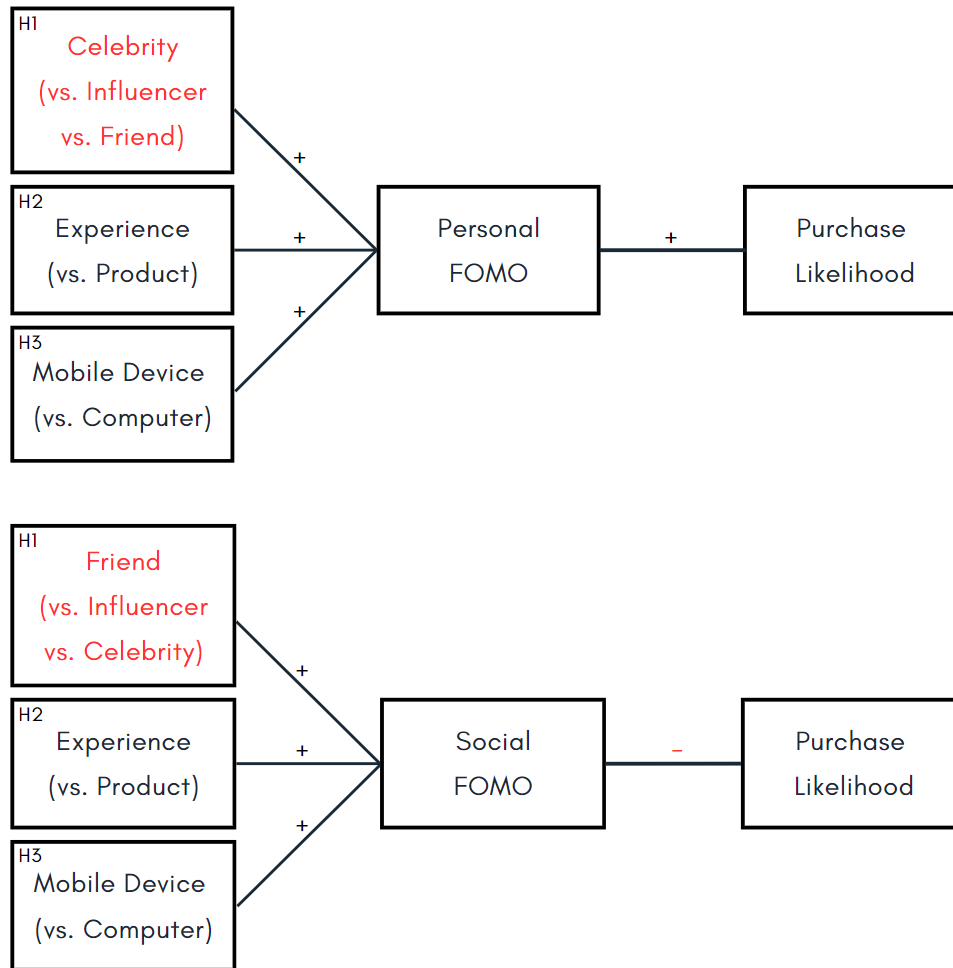 H1
Celebrity
(vs. Influencer
vs. Friend)
+
H2
Experience
(vs. Product)
+
H3
Mobile Device
(vs. Computer)
+
Personal
FOMO
+
Purchase
Likelihood
H1
Friend
(vs. Influencer
vs. Celebrity)
+
H2
Experience
(vs. Product)
+
H3
Mobile Device
(vs. Computer)
+
Social
FOMO
–
Purchase
Likelihood